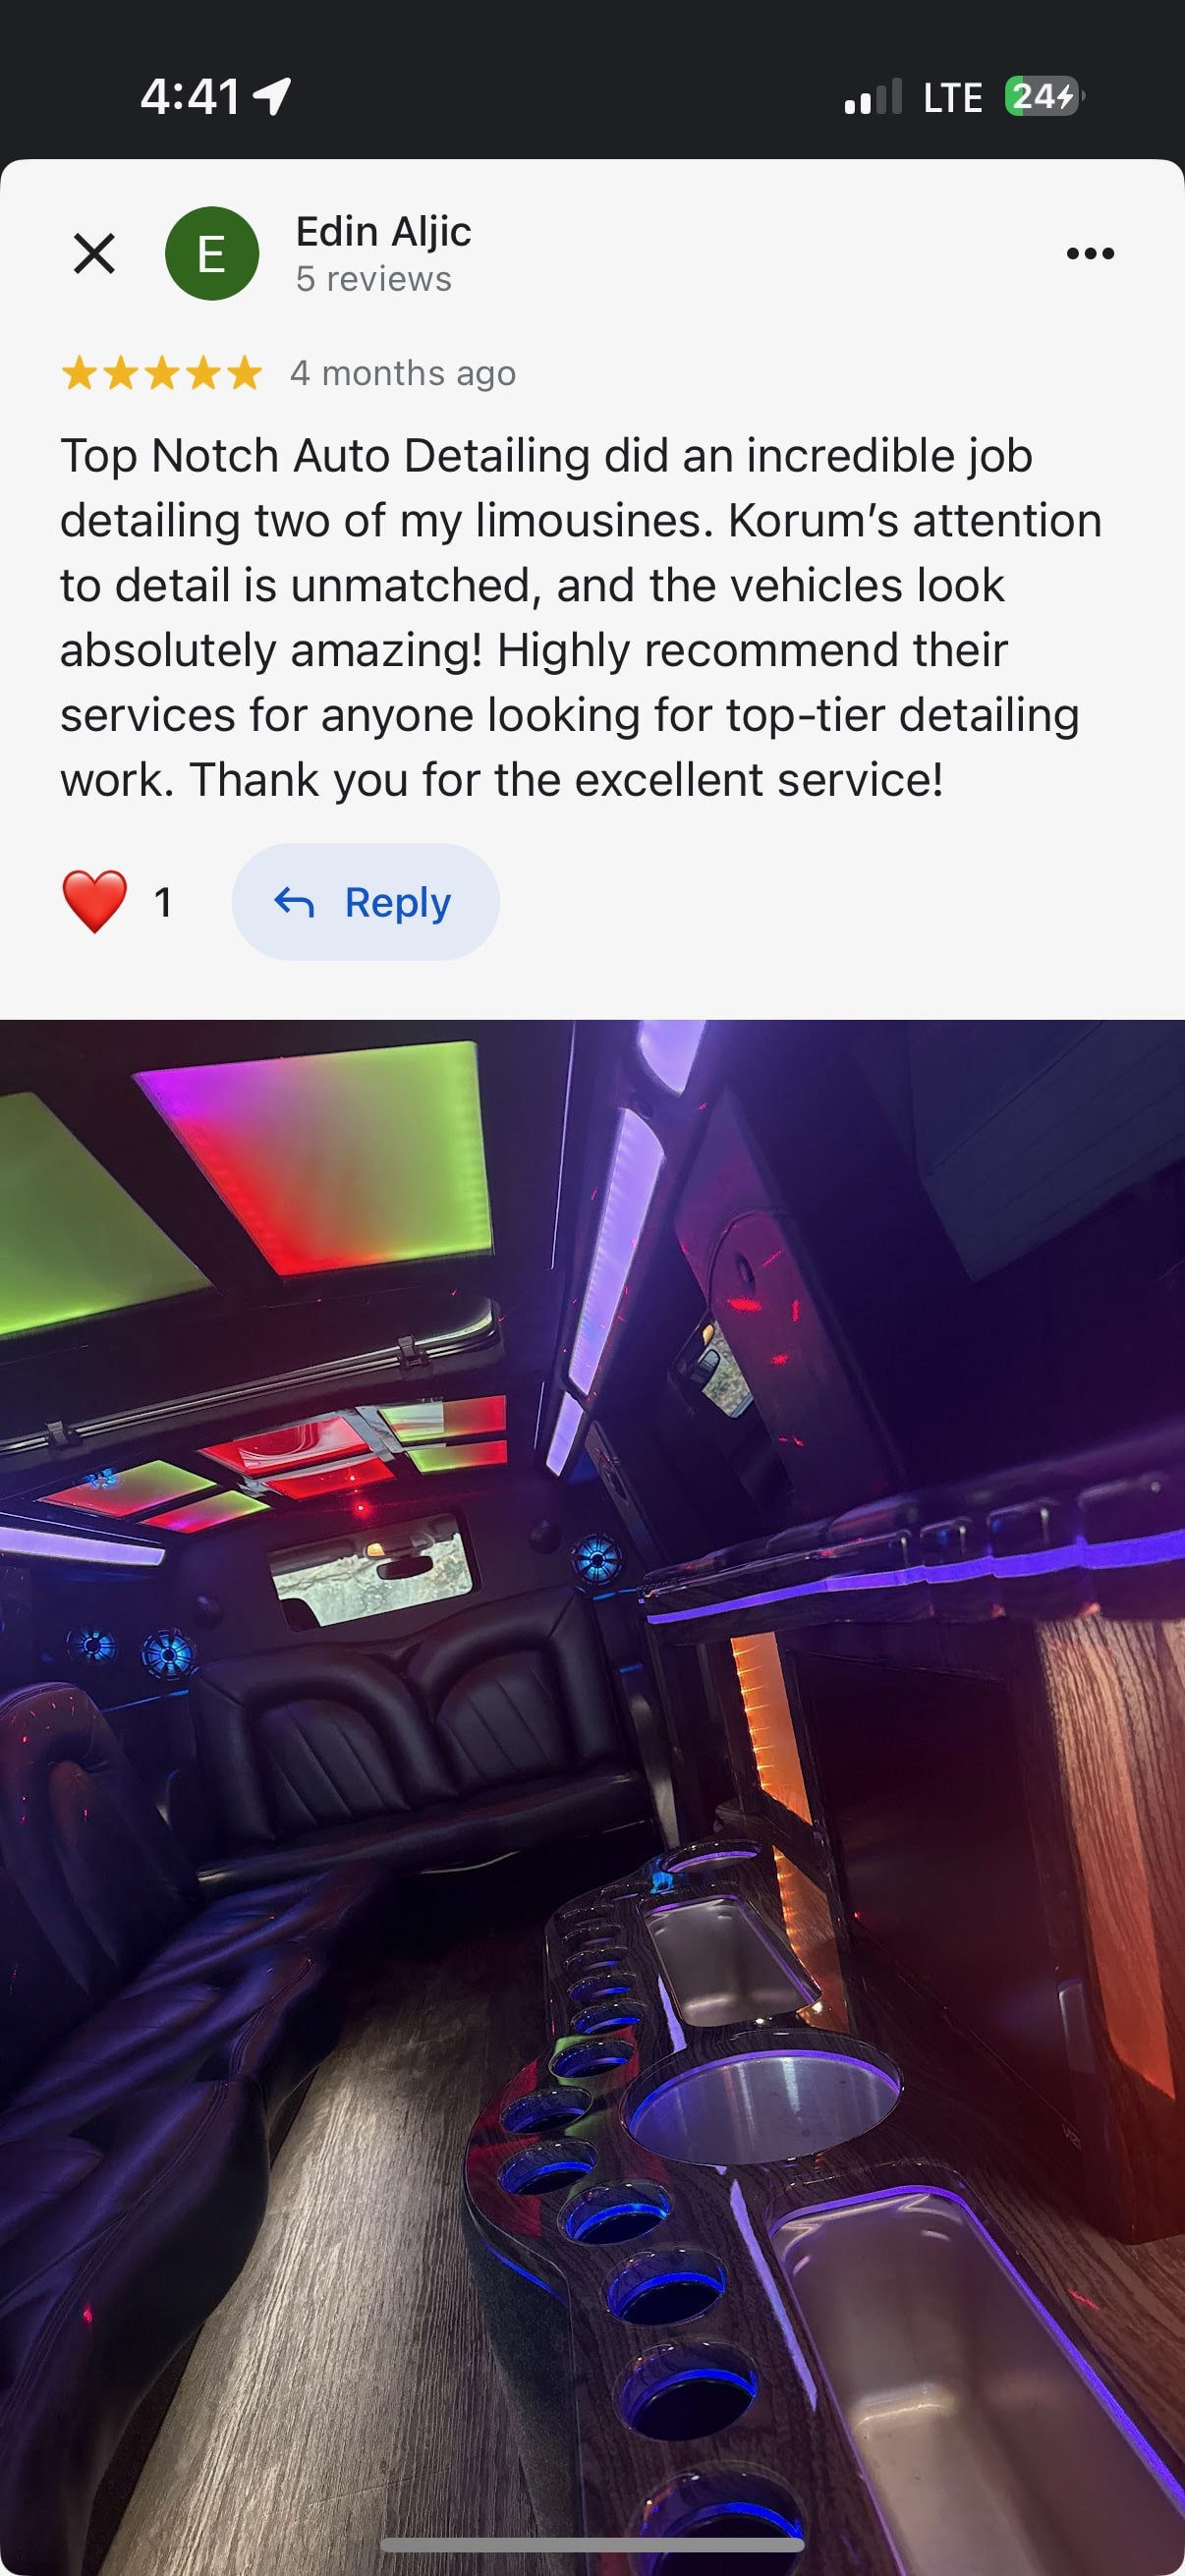 4:41
LTE
24
E
Edin Aljic
5 reviews
4 months ago
Top Notch Auto Detailing did an incredible job
detailing two of my limousines. Korum’s attention
to detail is unmatched, and the vehicles look
absolutely amazing! Highly recommend their
services for anyone looking for top-tier detailing
work. Thank you for the excellent service!
1
Reply